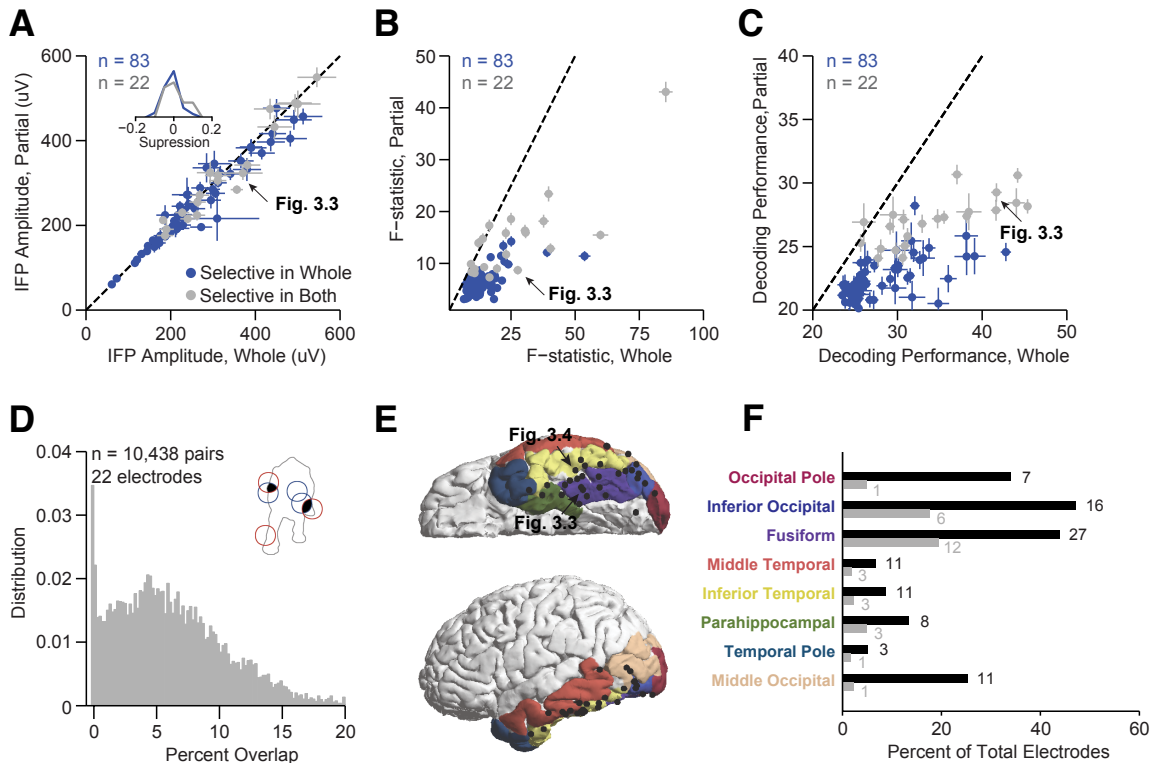 A
IFP Amplitude, Partial (uV)
600
400
200
0
n = 83
n = 22
−0.2 0 0.2
Supression
Fig. 3.3
Selective in Whole
Selective in Both
0 200 400 600
IFP Amplitude, Whole (uV)
B
F−statistic, Partial
50
40
30
20
10
n = 83
n = 22
Fig. 3.3
25 50 75 100
F−statistic, Whole
C
Decoding Performance,Partial
40
35
30
25
20
n = 83
n = 22
Fig. 3.3
20 30 40 50
Decoding Performance, Whole
D
Distribution
0.04
0.03
0.02
0.01
0
n = 10,438 pairs
22 electrodes
0 5 10 15 20
Percent Overlap
E
Fig. 3.4
Fig. 3.3
F
Occipital Pole 7
1
Inferior Occipital 16
6
Fusiform 27
12
Middle Temporal 11
3
Inferior Temporal 11
3
Parahippocampal 8
3
Temporal Pole 3
1
Middle Occipital 11
1
0 20 40 60
Percent of Total Electrodes